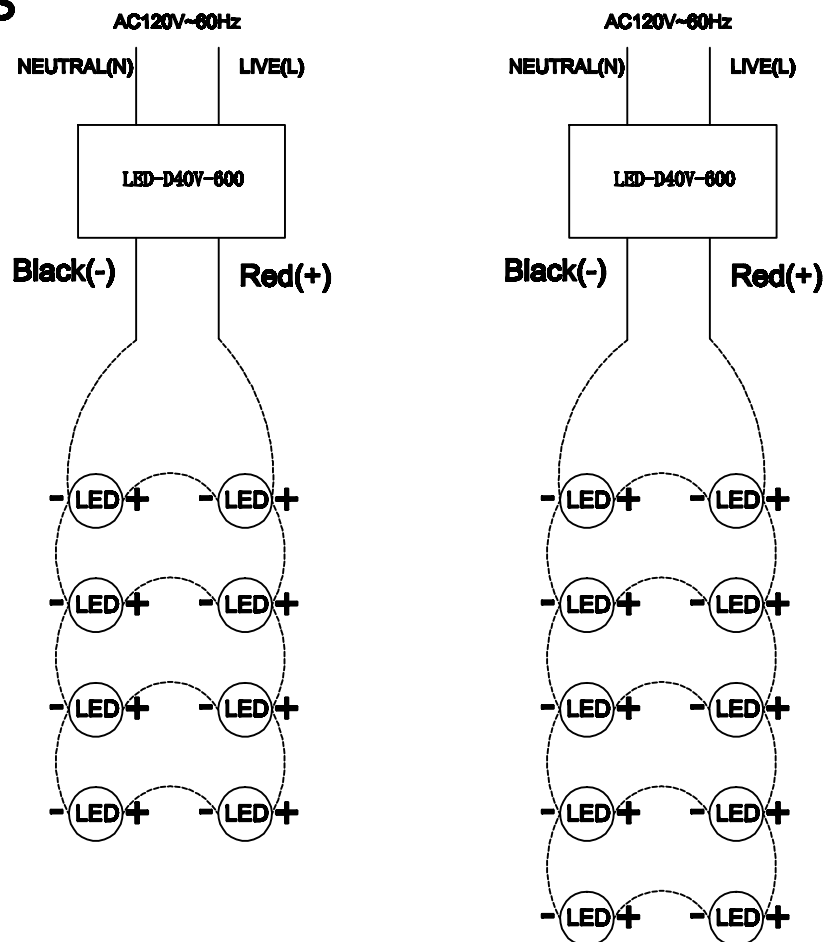 S
AC120V~60Hz AC120V~60Hz
NEUTRAL(N) LIVE(L) NEUTRAL(N) LIVE(L)
LED-D40V-600 LED-D40V-600
Black(-) Red(+) Black(-) Red(+)
- LED + - LED + - LED + - LED +
- LED + - LED + - LED + - LED +
- LED + - LED + - LED + - LED +
- LED + - LED + - LED + - LED +
- LED + - LED +